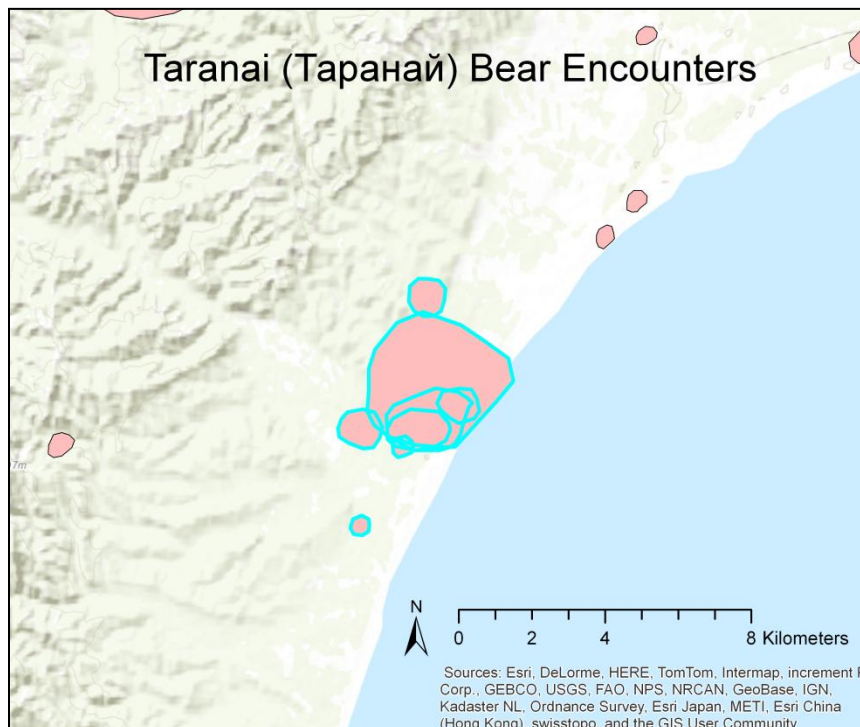 Taranai (Таранай) Bear Encounters
7m
N
0 2 4 8 Kilometers
Sources: Esri, DeLorme, HERE, TomTom, Intermap, increment P
Corp., GEBCO, USGS, FAO, NPS, NRCAN, GeoBase, IGN,
Kadaster NL, Ordnance Survey, Esri Japan, METI, Esri China
(Hong Kong), swisstopo, and the GIS User Community